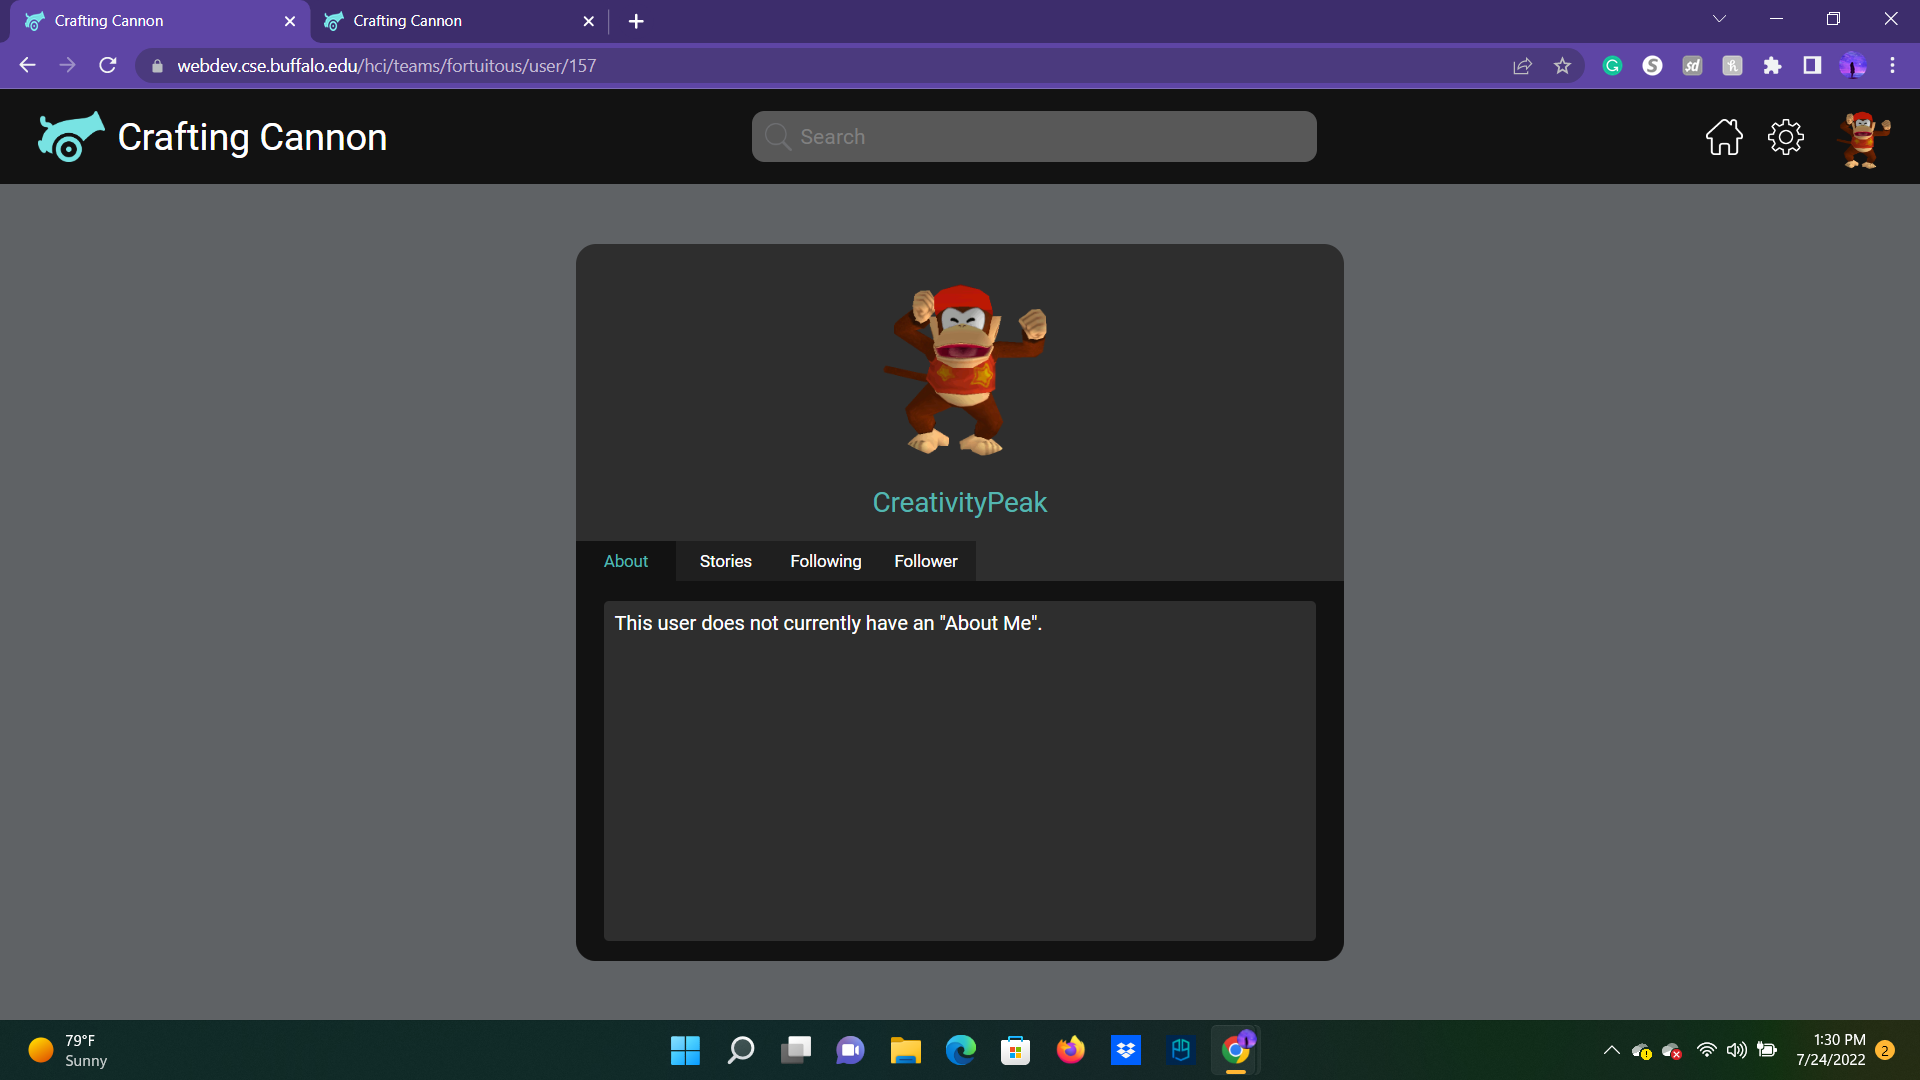 Crafting Cannon
Crafting Cannon
webdev.cse.buffalo.edu/hci/teams/fortuitous/user/157
Crafting Cannon
Search
CreativityPeak
About Stories Following Follower
This user does not currently have an "About Me".
79°F
Sunny
1:30 PM
7/24/2022
2